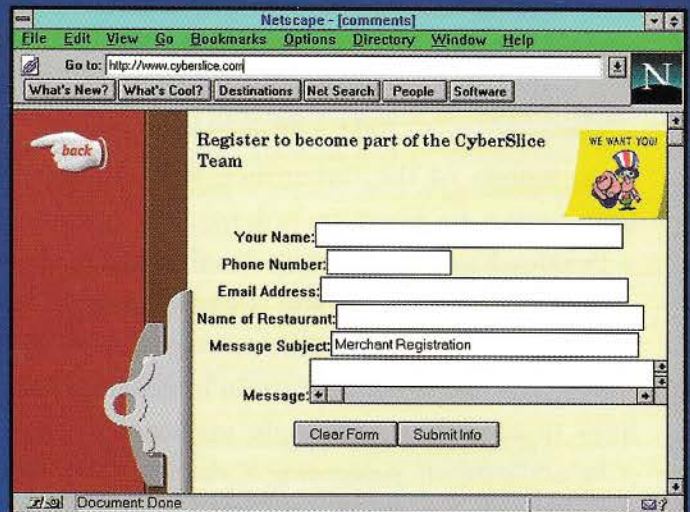 Netscape - [comments]
File Edit View Go Bookmarks Options Directory Window Help
Go to: http://www.cyberslice.com
N
What's New? What's Cool? Destinations Net Search People Software
back
Register to become part of the CyberSlice
Team
WE WANT YOU!
Your Name:
Phone Number:
Email Address:
Name of Restaurant:
Message Subject: Merchant Registration
Message:
Clear Form Submit Info
Document Done